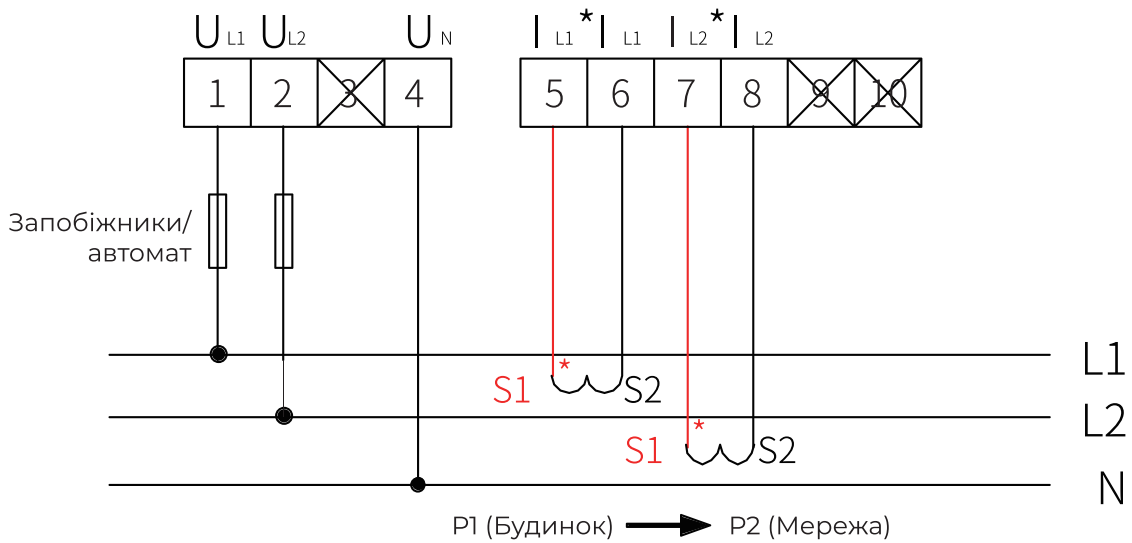 U L1 U L2 U N I L1 * I L1 I L2 * I L2
1 2 3 4 5 6 7 8 9 10
Запобіжники/
автомат
L1
* S1 S2
L2
* S1 S2
N
P1 (Будинок) P2 (Мережа)